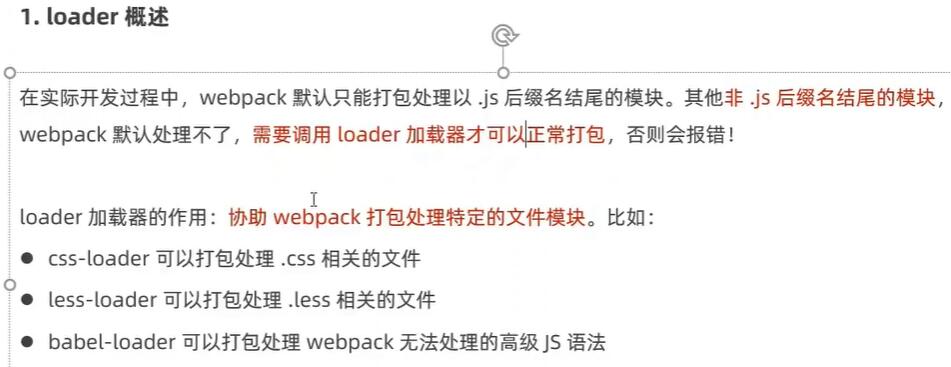 1. loader 概述
在实际开发过程中，webpack 默认只能打包处理以 .js 后缀名结尾的模块。其他非 .js 后缀名结尾的模块，
webpack 默认处理不了，需要调用 loader 加载器才可以正常打包，否则会报错！
loader 加载器的作用：协助 webpack 打包处理特定的文件模块。比如：
● css-loader 可以打包处理 .css 相关的文件
● less-loader 可以打包处理 .less 相关的文件
● babel-loader 可以打包处理 webpack 无法处理的高级 JS 语法